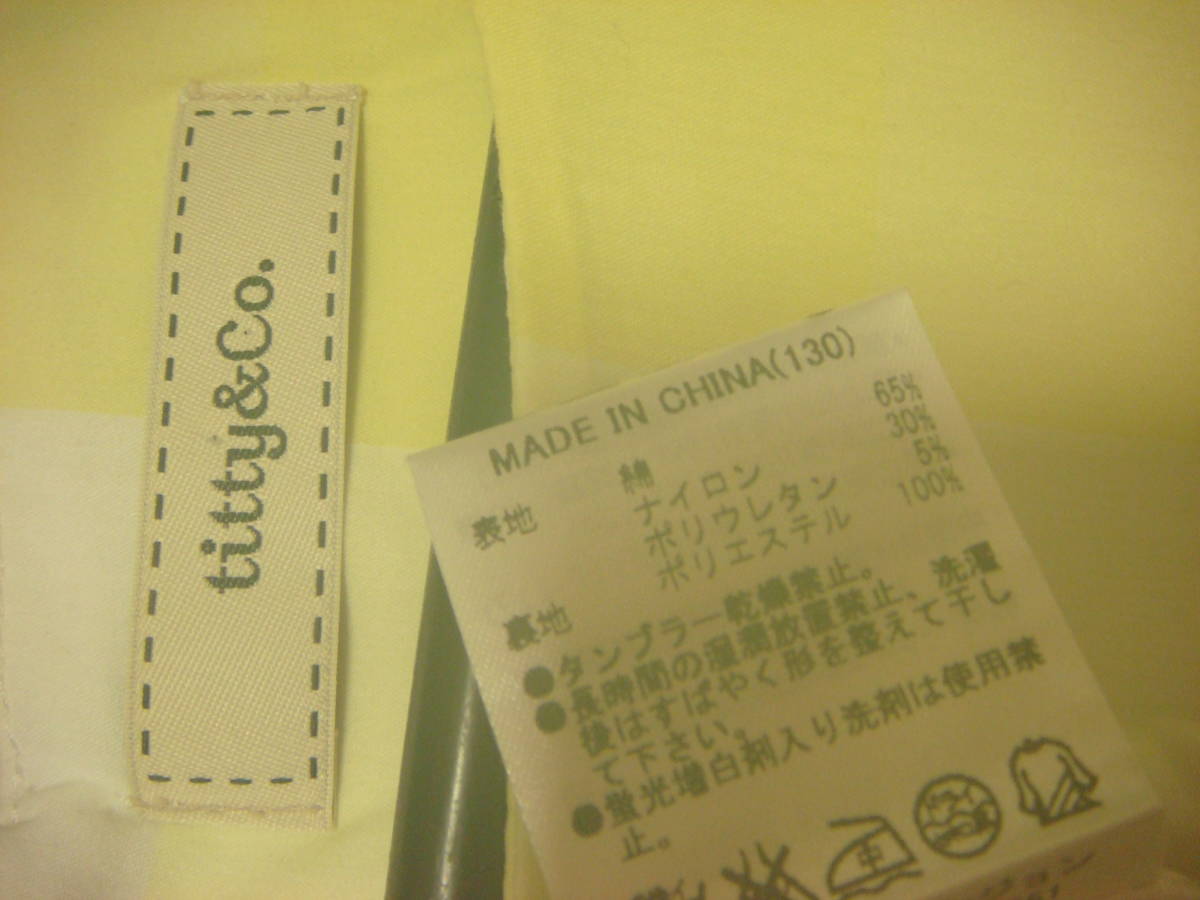 titty&Co.
MADE IN CHINA(130)
表地 綿 65%
ナイロン 30%
ポリウレタン 5%
裏地 ポリエステル 100%
●タンブラー乾燥禁止。
●長時間の湿潤放置禁止、洗濯
後はすばやく形を整えて干し
て下さい。
●蛍光増白剤入り洗剤は使用禁
止。
中